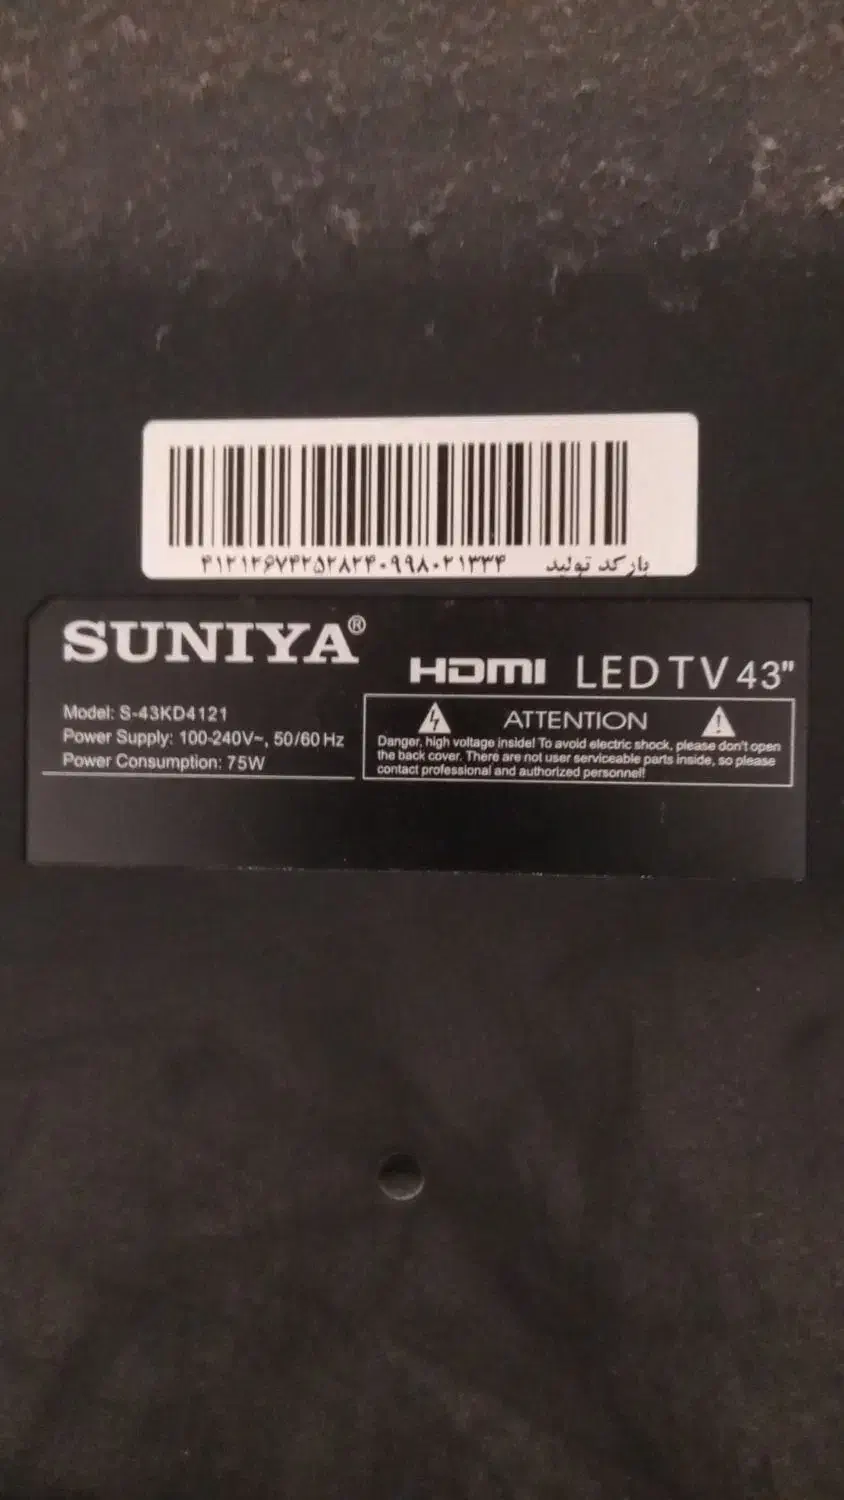 ۴۱۲۱۲۶۷۴۲۵۲۸۲۴۰۹۹۸۰۲۱۳۳۴ بارکد تولید
SUNIYA®
HDMI LED TV 43"
Model: S-43KD4121
Power Supply: 100-240V~, 50/60 Hz
Power Consumption: 75W
ATTENTION
Danger, high voltage inside! To avoid electric shock, please don't open
the back cover. There are not user serviceable parts inside, so please
contact professional and authorized personnel!